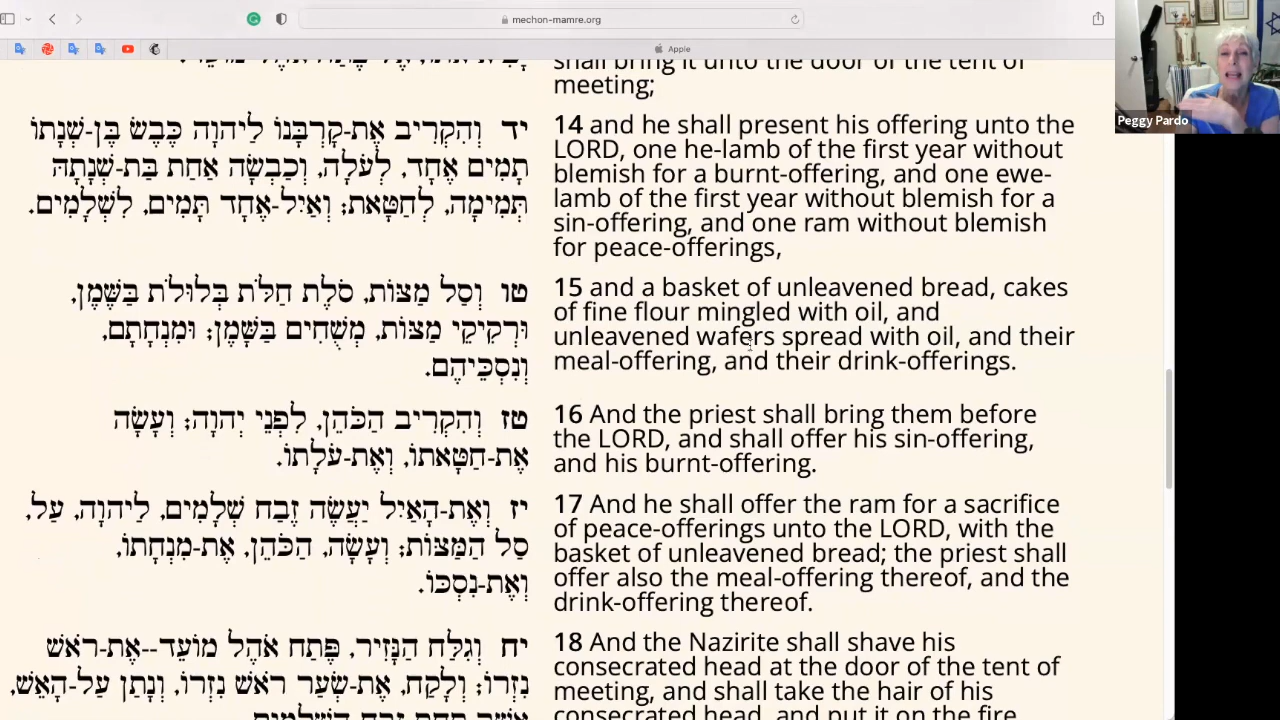 mechon-mamre.org
Apple
Peggy Pardo
shall bring it unto the door of the tent of
meeting;
יד וְהִקְרִיב אֶת-קָרְבָּנוֹ לַיהוָה כֶּבֶשׂ בֶּן-שְׁנָתוֹ
תָמִים אֶחָד, לְעֹלָה, וְכַבְשָׂה אַחַת בַּת-שְׁנָתָהּ
תְּמִימָה, לְחַטָּאת; וְאַיִל-אֶחָד תָּמִים, לִשְׁלָמִים.
14 and he shall present his offering unto the
LORD, one he-lamb of the first year without
blemish for a burnt-offering, and one ewe-
lamb of the first year without blemish for a
sin-offering, and one ram without blemish
for peace-offerings,
טו וְסַל מַצּוֹת, סֹלֶת חַלֹּת בְּלוּלֹת בַּשֶּׁמֶן,
וּרְקִיקֵי מַצּוֹת, מְשֻׁחִים בַּשָּׁמֶן; וּמִנְחָתָם,
וְנִסְכֵּיהֶם.
15 and a basket of unleavened bread, cakes
of fine flour mingled with oil, and
unleavened wafers spread with oil, and their
meal-offering, and their drink-offerings.
טז וְהִקְרִיב הַכֹּהֵן, לִפְנֵי יְהוָה; וְעָשָׂה
אֶת-חַטָּאתוֹ, וְאֶת-עֹלָתוֹ.
16 And the priest shall bring them before
the LORD, and shall offer his sin-offering,
and his burnt-offering.
יז וְאֶת-הָאַיִל יַעֲשֶׂה זֶבַח שְׁלָמִים, לַיהוָה, עַל,
סַל הַמַּצּוֹת; וְעָשָׂה, הַכֹּהֵן, אֶת-מִנְחָתוֹ,
וְאֶת-נִסְכּוֹ.
17 And he shall offer the ram for a sacrifice
of peace-offerings unto the LORD, with the
basket of unleavened bread; the priest shall
offer also the meal-offering thereof, and the
drink-offering thereof.
יח וְגִלַּח הַנָּזִיר, פֶּתַח אֹהֶל מוֹעֵד--אֶת-רֹאשׁ
נִזְרוֹ; וְלָקַח, אֶת-שְׂעַר רֹאשׁ נִזְרוֹ, וְנָתַן עַל-הָאֵשׁ,
18 And the Nazirite shall shave his
consecrated head at the door of the tent of
meeting, and shall take the hair of his
consecrated head, and put it on the fire